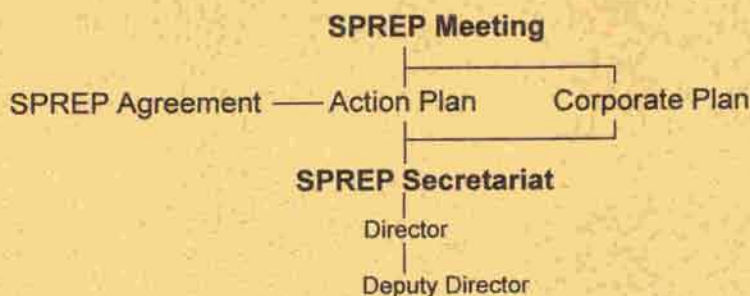 SPREP Meeting
SPREP Agreement Action Plan Corporate Plan
SPREP Secretariat
Director
Deputy Director